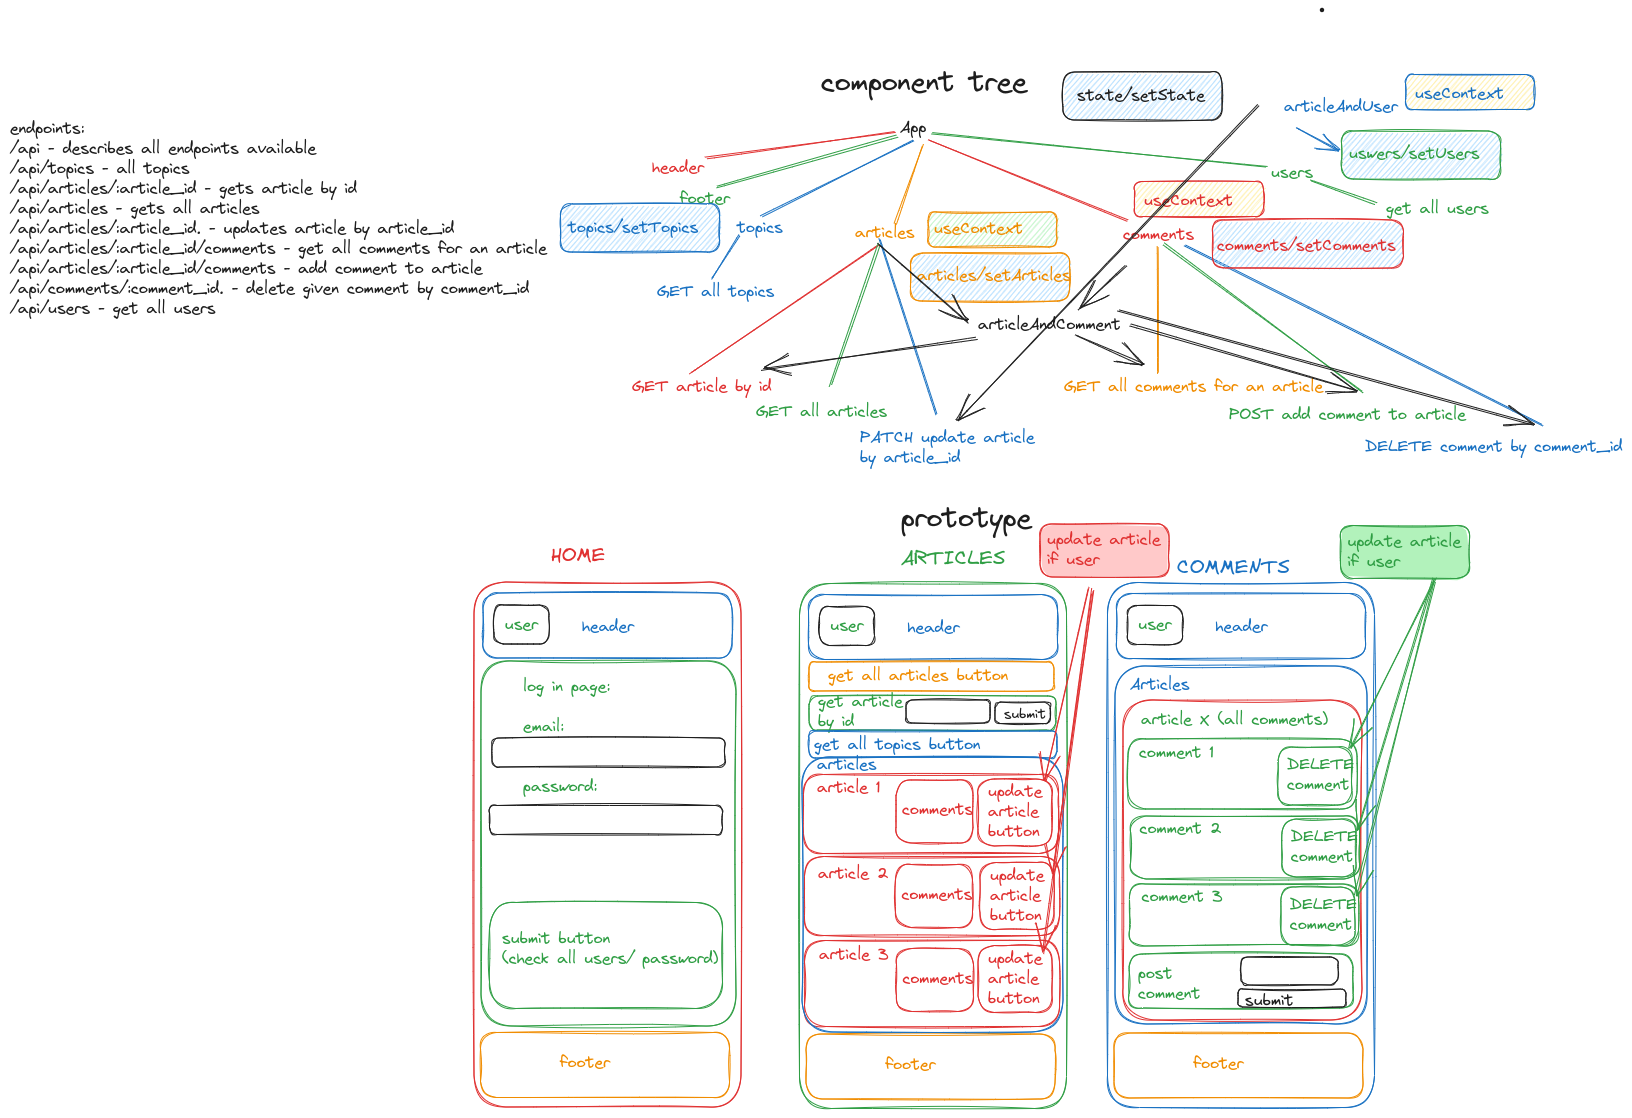 component tree
state/setState
articleAndUser
useContext
endpoints:
/api - describes all endpoints available
/api/topics - all topics
/api/articles/:article_id - gets article by id
/api/articles - gets all articles
/api/articles/:article_id. - updates article by article_id
/api/articles/:article_id/comments - get all comments for an article
/api/articles/:article_id/comments - add comment to article
/api/comments/:comment_id. - delete given comment by comment_id
/api/users - get all users
App
uswers/setUsers
header
users
footer
useContext
get all users
topics/setTopics
topics
articles
useContext
comments
comments/setComments
articles/setArticles
GET all topics
articleAndComment
GET article by id
GET all comments for an article
GET all articles
POST add comment to article
PATCH update article
by article_id
DELETE comment by comment_id
prototype
update article
if user
update article
if user
HOME
ARTICLES
COMMENTS
user
header
log in page:
email:
password:
submit button
(check all users/ password)
footer
user
header
get all articles button
get article
by id
submit
get all topics button
articles
article 1
comments
update
article
button
article 2
comments
update
article
button
article 3
comments
update
article
button
footer
user
header
Articles
article x (all comments)
comment 1
DELETE
comment
comment 2
DELETE
comment
comment 3
DELETE
comment
post
comment
submit
footer